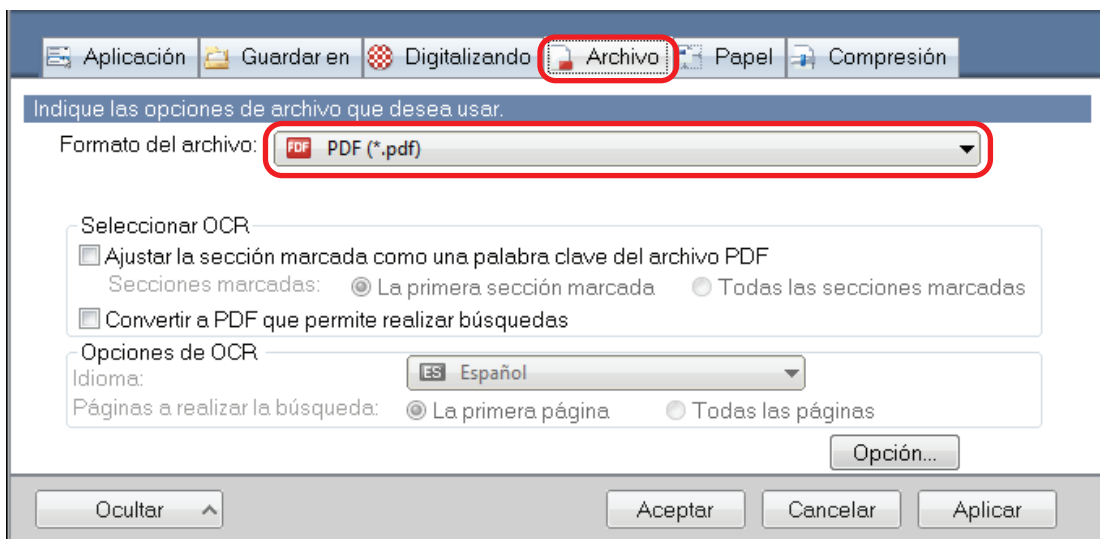 Aplicación Guardar en Digitalizando Archivo Papel Compresión
Indique las opciones de archivo que desea usar.
Formato del archivo: PDF PDF (*.pdf)
Seleccionar OCR
Ajustar la sección marcada como una palabra clave del archivo PDF
Secciones marcadas: La primera sección marcada Todas las secciones marcadas
Convertir a PDF que permite realizar búsquedas
Opciones de OCR
Idioma: ES Español
Páginas a realizar la búsqueda: La primera página Todas las páginas
Opción...
Ocultar Aceptar Cancelar Aplicar